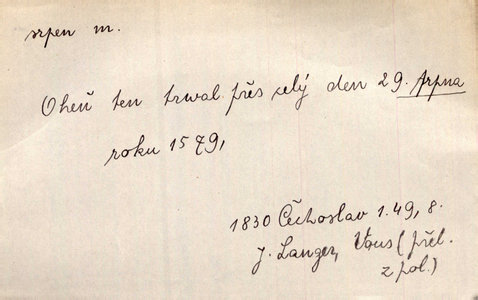 srpen m.
Oheň ten trwal přes celý den 29. srpna
roku 1579,
1830 Čechoslav 1.49, 8.
J. Langer, Vous (přel.
z pol.)